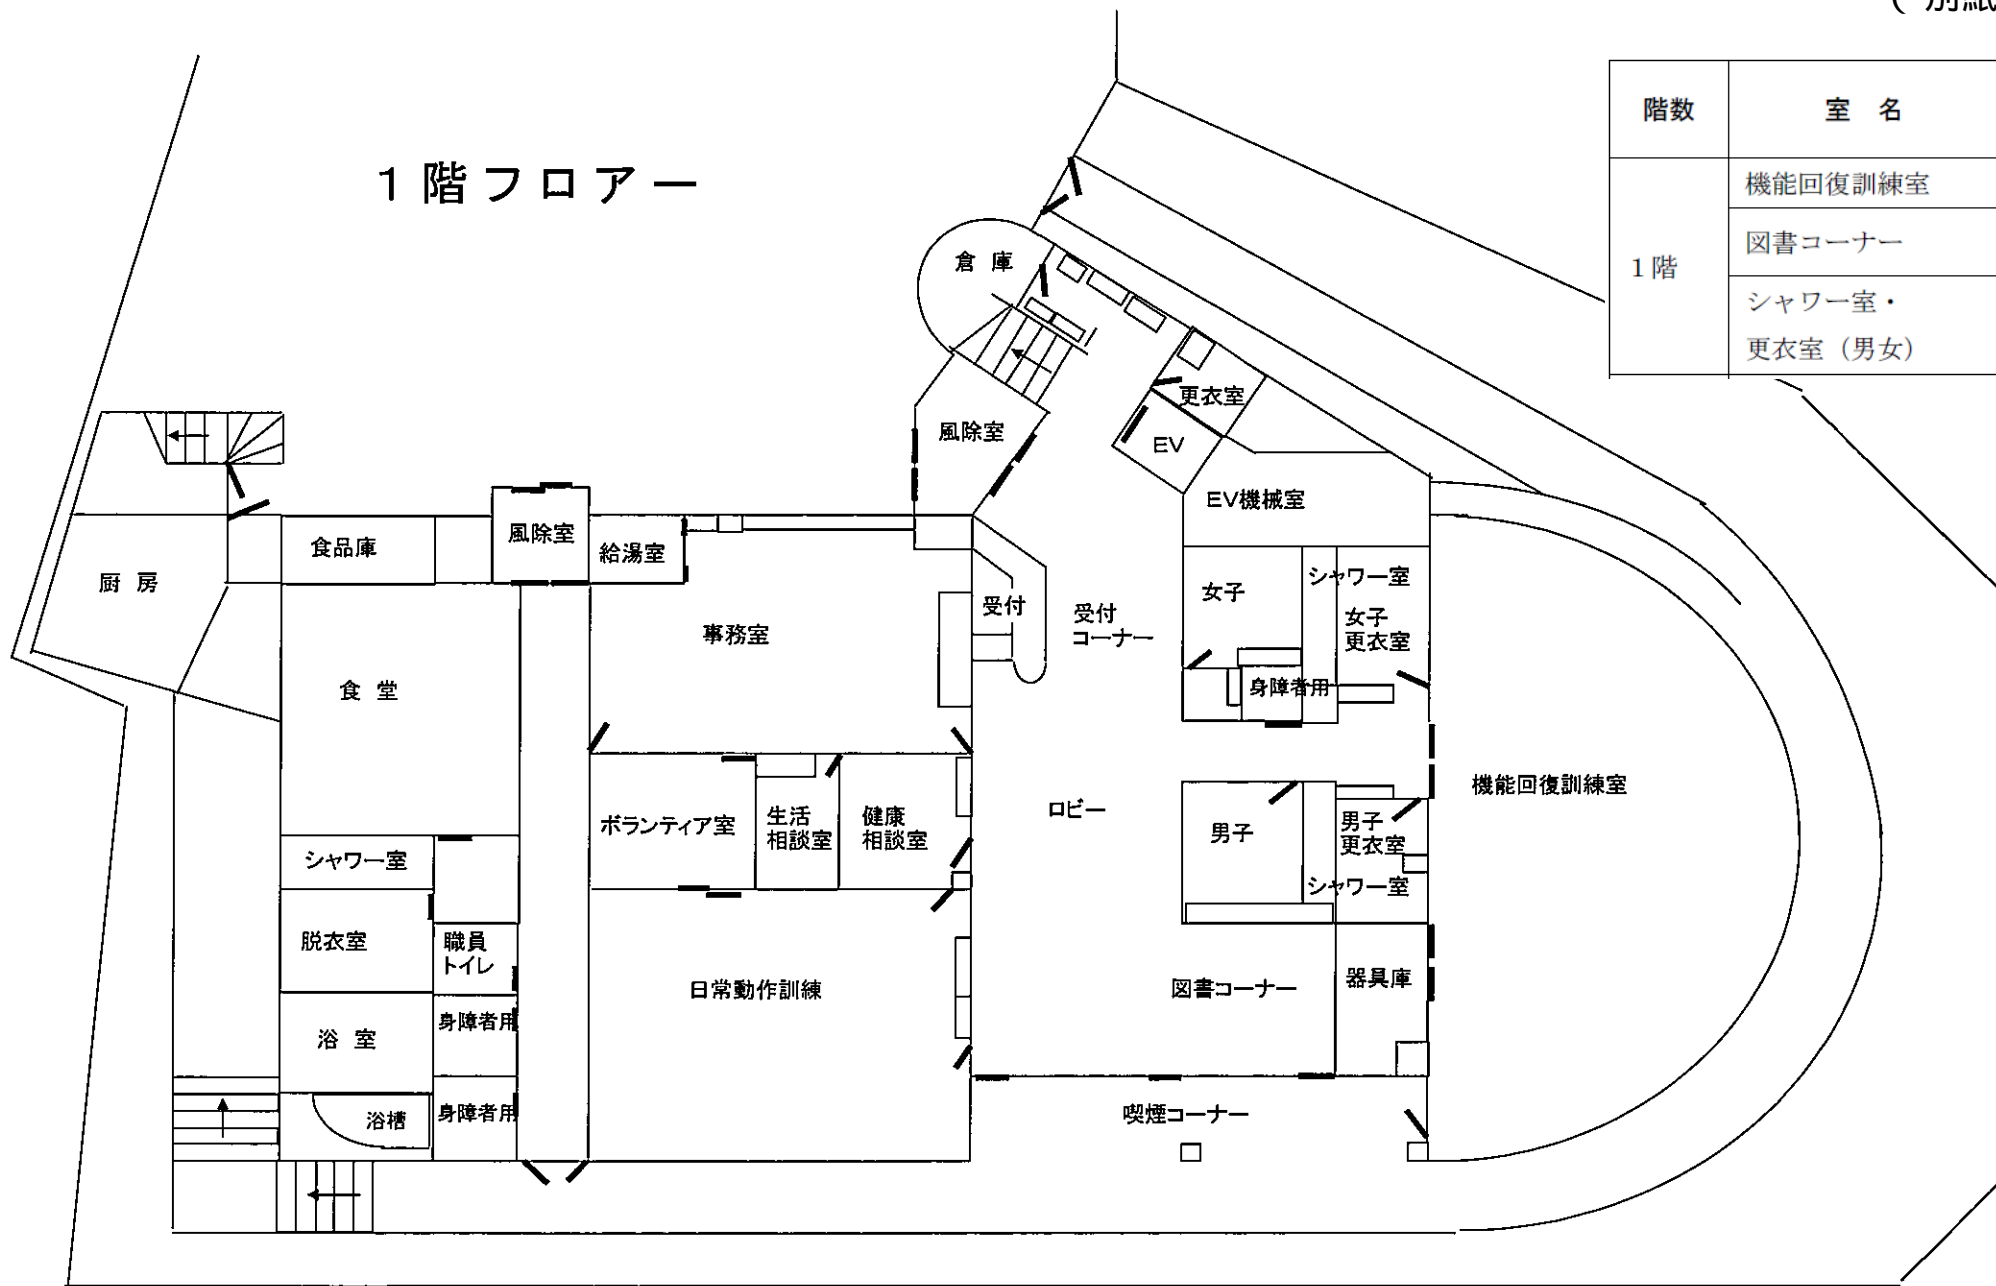 ( 別紙
階数
室 名
1階
機能回復訓練室
図書コーナー
シャワー室・
更衣室（男女）
1階フロアー
倉 庫
更衣室
EV
風除室
EV機械室
風除室
給湯室
食品庫
厨 房
食 堂
事務室
受付
受付
コーナー
女子
シャワー室
女子
更衣室
身障者用
機能回復訓練室
ロビー
ボランティア室
生活
相談室
健康
相談室
男子
男子
更衣室
シャワー室
シャワー室
脱衣室
職員
トイレ
日常動作訓練
図書コーナー
器具庫
浴 室
身障者用
浴槽
身障者用
喫煙コーナー